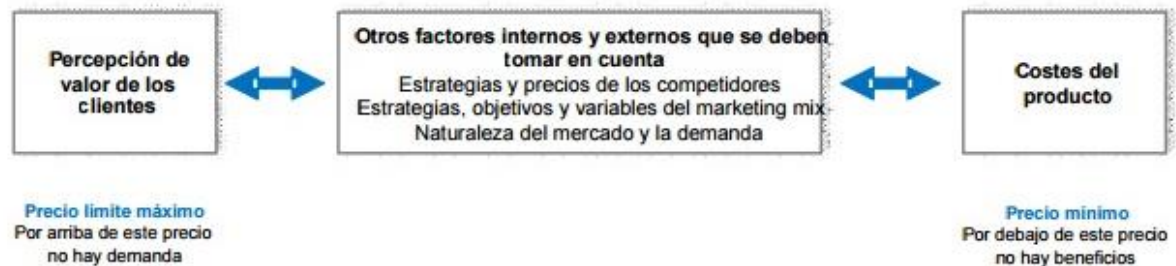 Percepción de
valor de los
clientes
Otros factores internos y externos que se deben
tomar en cuenta
Estrategias y precios de los competidores
Estrategias, objetivos y variables del marketing mix
Naturaleza del mercado y la demanda
Costes del
producto
Precio límite máximo
Por arriba de este precio
no hay demanda
Precio mínimo
Por debajo de este precio
no hay beneficios